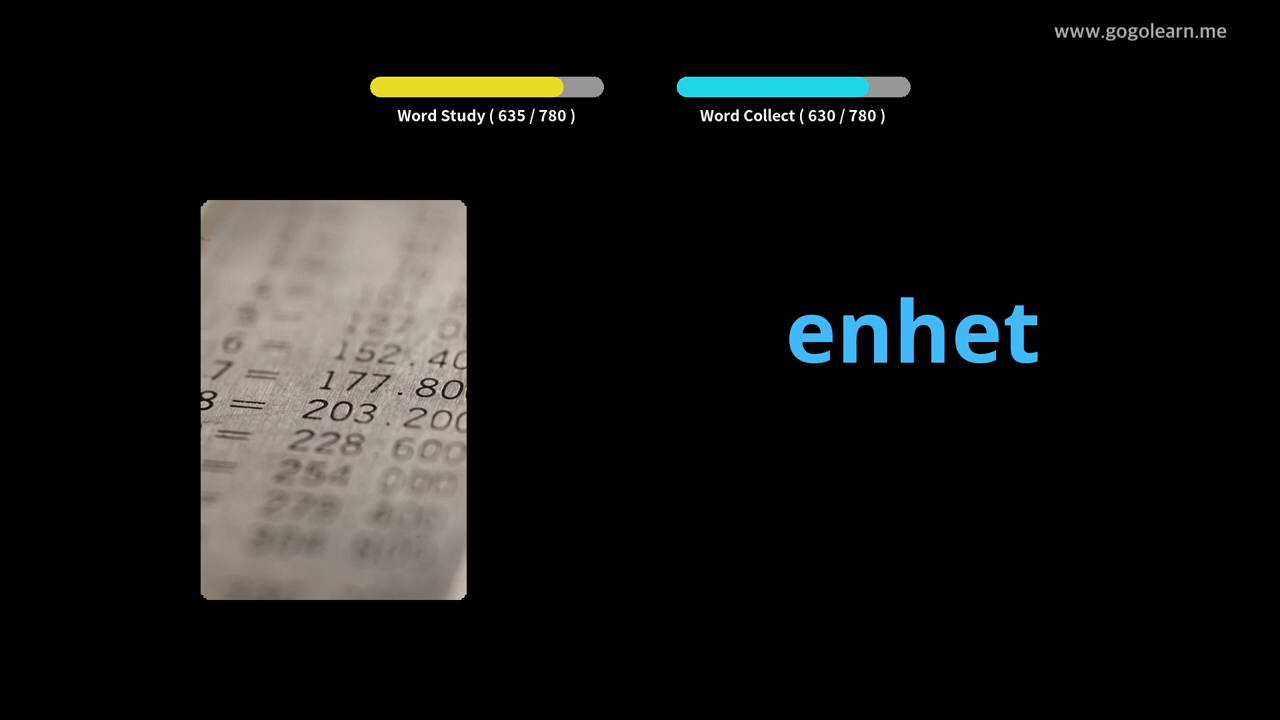 www.gogolearn.me
Word Study ( 635 / 780 )
Word Collect ( 630 / 780 )
enhet
6 =
152.40
7 = 177.80
8 = 203.200
= 228.600
254